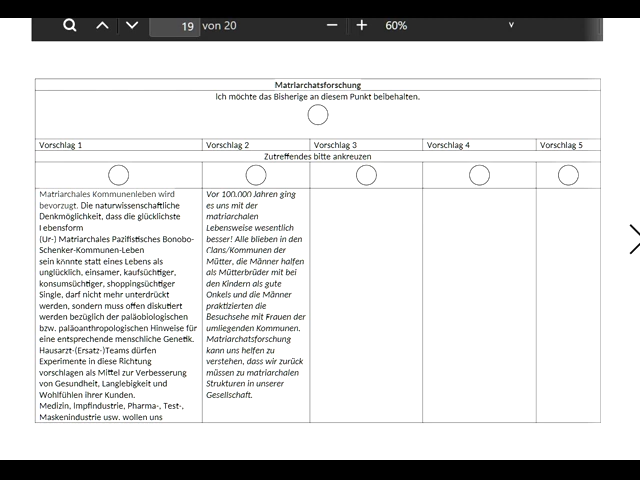 19 von 20 60%
Matriarchatsforschung
Ich möchte das Bisherige an diesem Punkt beibehalten.
Vorschlag 1 Vorschlag 2 Vorschlag 3 Vorschlag 4 Vorschlag 5
Zutreffendes bitte ankreuzen
Matriarchales Kommunenleben wird
bevorzugt. Die naturwissenschaftliche
Denkmöglichkeit, dass die glücklichste
Lebensform
(Ur-) Matriarchales Pazifistisches Bonobo-
Schenker-Kommunen-Leben
sein könnte statt eines Lebens als
unglücklich, einsamer, kaufsüchtiger,
konsumsüchtiger, shoppingsüchtiger
Single, darf nicht mehr unterdrückt
werden, sondern muss offen diskutiert
werden bezüglich der paläobiologischen
bzw. paläoanthropologischen Hinweise für
eine entsprechende menschliche Genetik.
Hausarzt-(Ersatz-)Teams dürfen
Experimente in diese Richtung
vorschlagen als Mittel zur Verbesserung
von Gesundheit, Langlebigkeit und
Wohlfühlen ihrer Kunden.
Medizin, Impfindustrie, Pharma-, Test-,
Maskenindustrie usw. wollen uns
Vor 100.000 Jahren ging
es uns mit der
matriarchalen
Lebensweise wesentlich
besser! Alle blieben in den
Clans/Kommunen der
Mütter, die Männer halfen
als Mütterbrüder mit bei
den Kindern als gute
Onkels und die Männer
praktizierten die
Besuchsehe mit Frauen der
umliegenden Kommunen.
Matriarchatsforschung
kann uns helfen zu
verstehen, dass wir zurück
müssen zu matriarchalen
Strukturen in unserer
Gesellschaft.